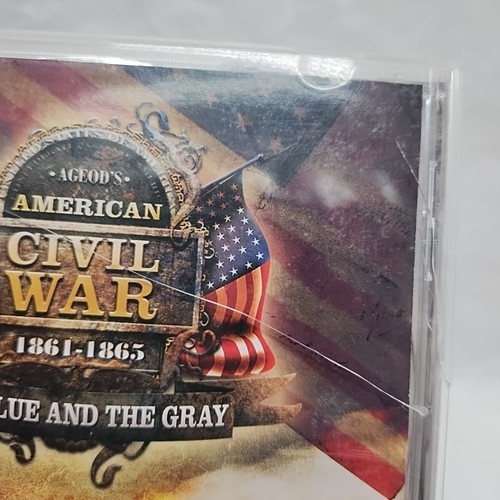 · AGEOD'S ·
AMERICAN
CIVIL
WAR
1861-1865
LUE AND THE GRAY